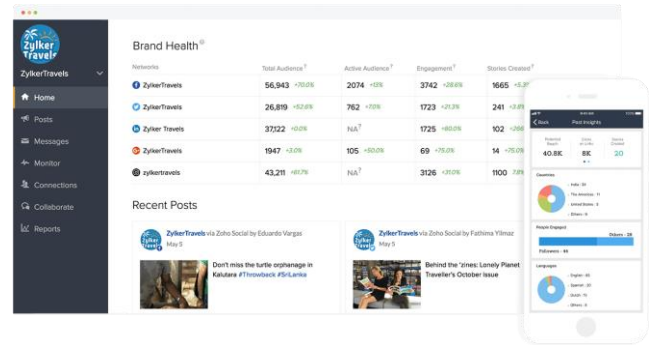 Zylker
Travels
ZylkerTravels
Home
Posts
Messages
Monitor
Connections
Collaborate
Reports
Brand Health
Networks Total Audience ? Active Audience ? Engagement ? Stories Created ?
ZylkerTravels 56,943 +70.0% 2074 +13% 3742 +28.6% 1665
ZylkerTravels 26,819 +52.6% 762 +7.0% 1723 +21.3% 241
Zylker Travels 37,122 +0.0% NA? 1725 +80.0% 102
ZylkerTravels 1947 +3.0% 105 +50.0% 69 +75.0% 14 +75.0%
zylkertravels 43,211 +61.7% NA? 3126 +31.0% 1100
Recent Posts
ZylkerTravels via Zoho Social by Eduardo Vargas
May 5
Don't miss the turtle orphanage in
Kalutara #Throwback #SriLanka
ZylkerTravels via Zoho Social by Fathima Yilmaz
May 5
Behind the 'zines: Lonely Planet
Traveller's October Issue
Back Post Insights
40.8K 8K 20
Countries
People Engaged
Languages